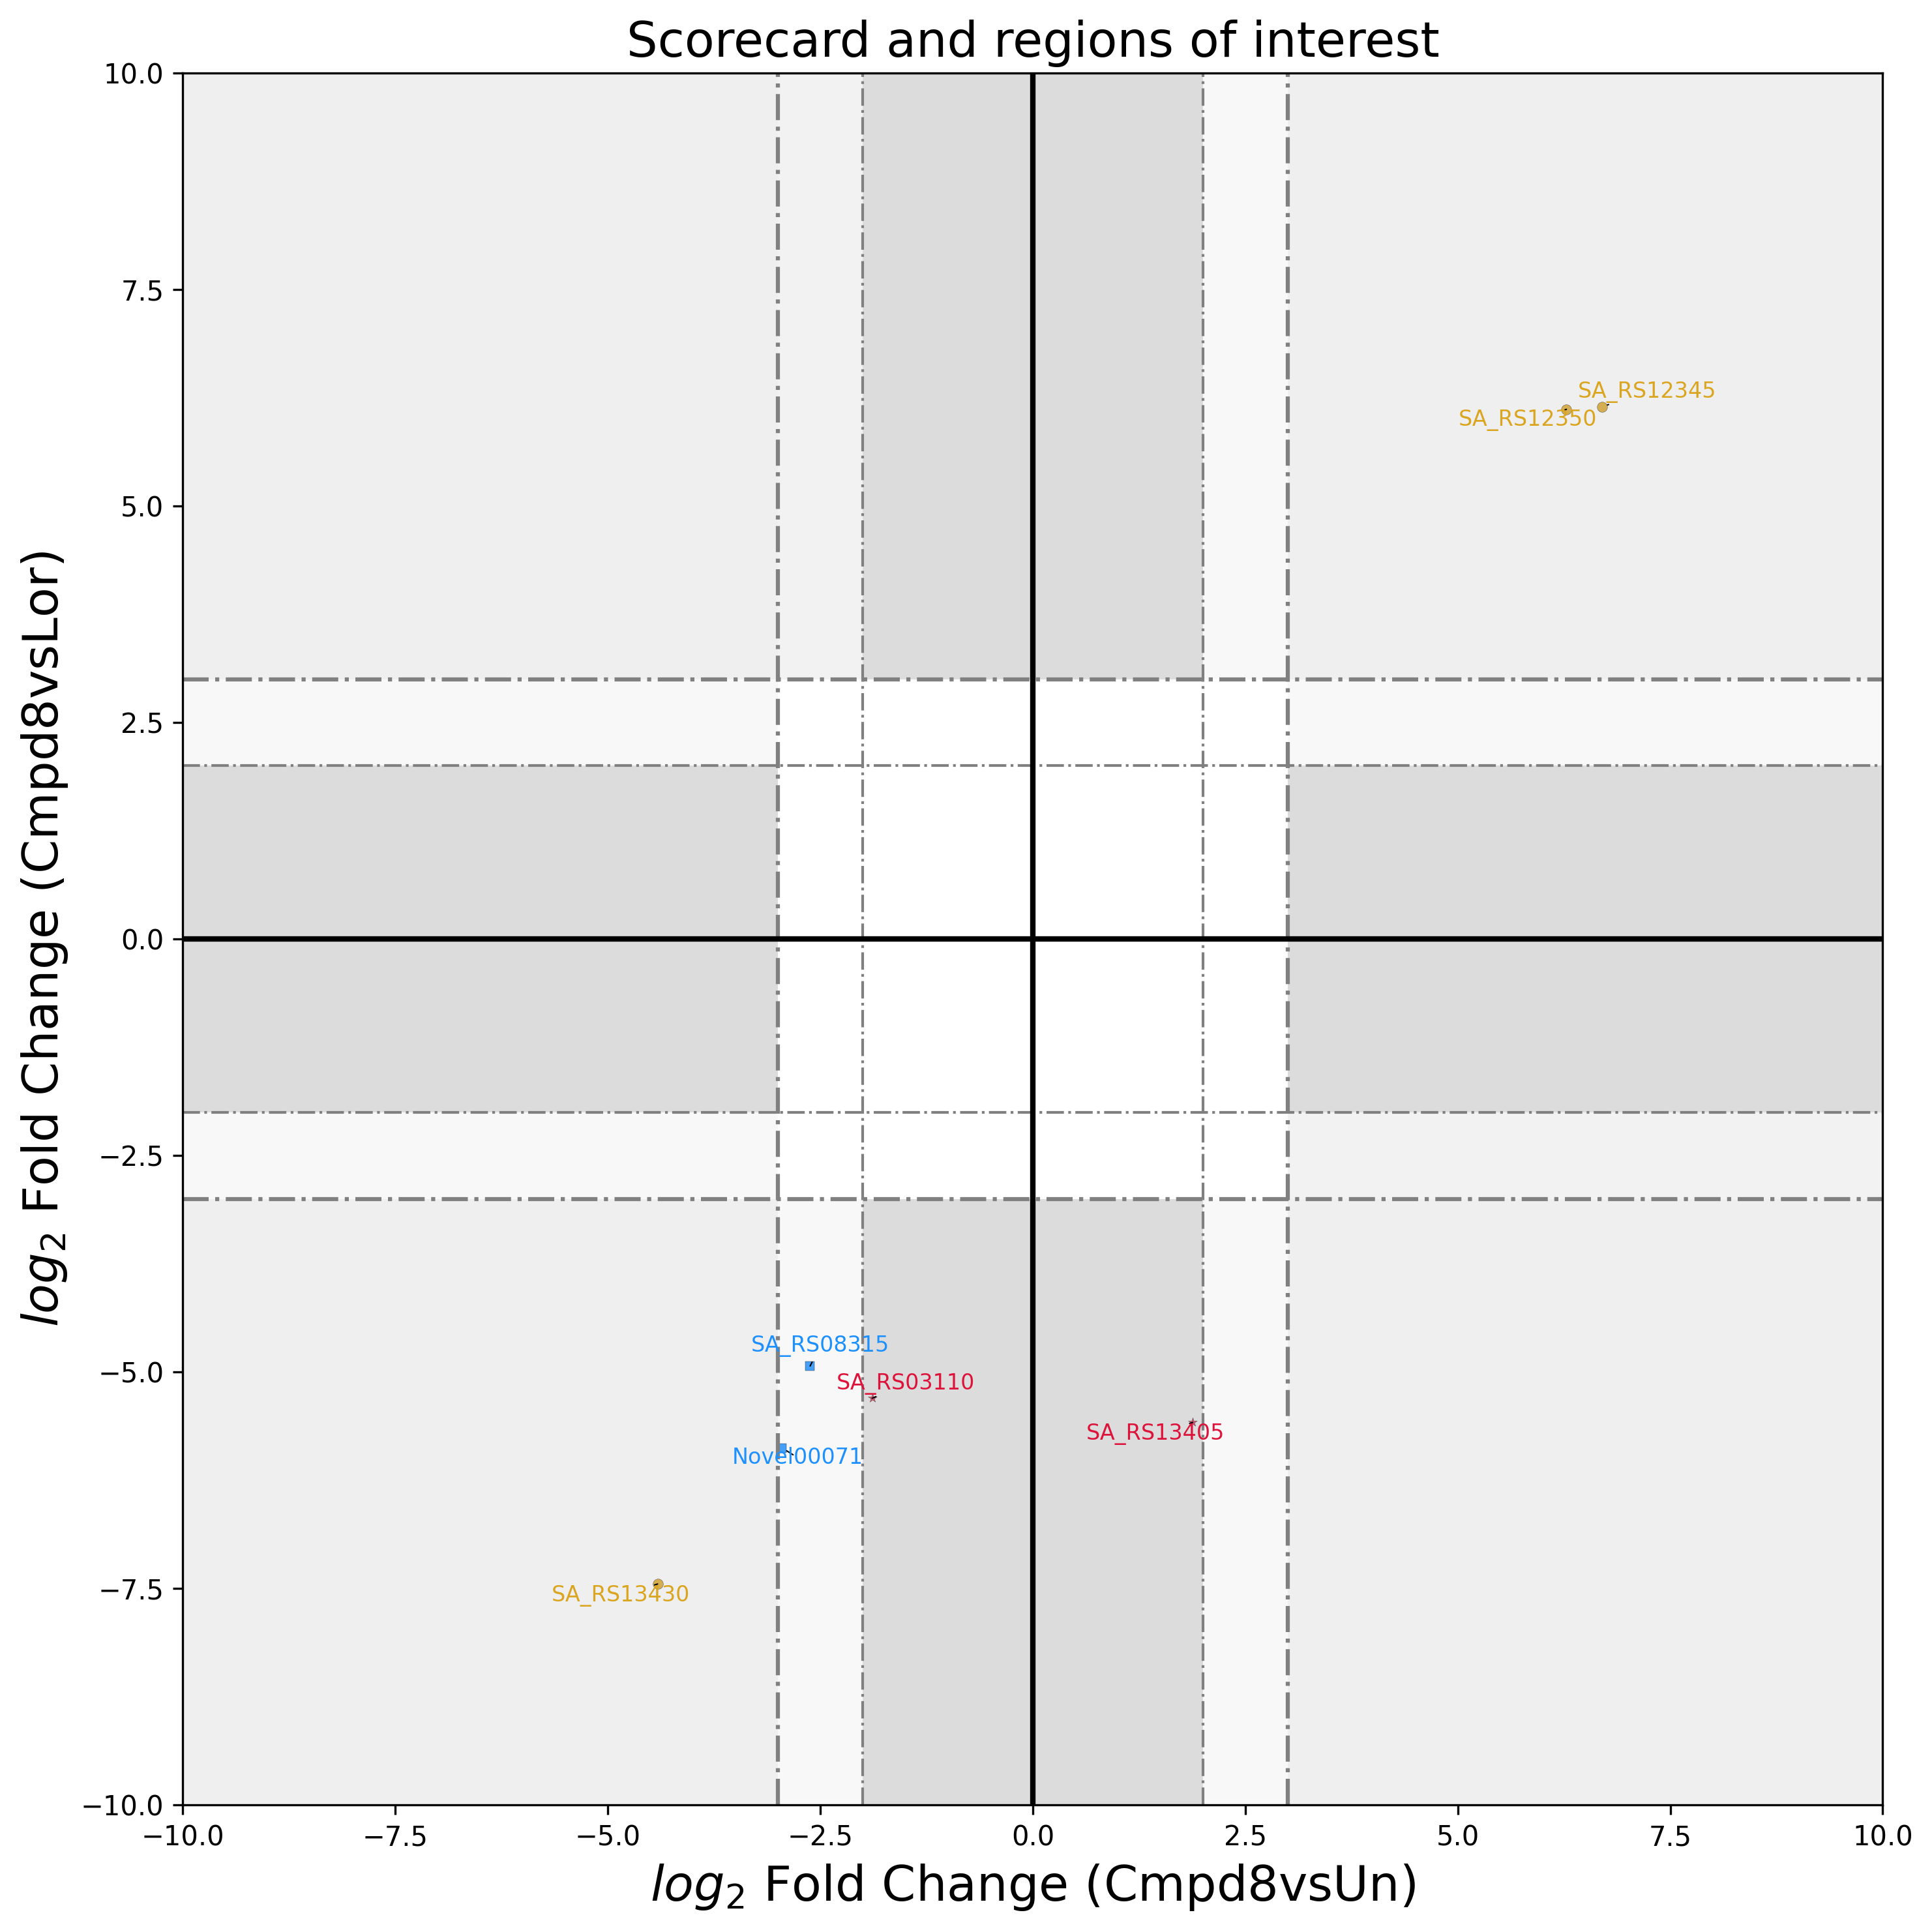 Scorecard and regions of interest
10.0
7.5
5.0
2.5
0.0
−2.5
−5.0
−7.5
−10.0
log2 Fold Change (Cmpd8vsLor)
SA_RS12345
SA_RS12350
SA_RS08315
SA_RS03110
SA_RS13405
Novel00071
SA_RS13430
−10.0 −7.5 −5.0 −2.5 0.0 2.5 5.0 7.5 10.0
log2 Fold Change (Cmpd8vsUn)